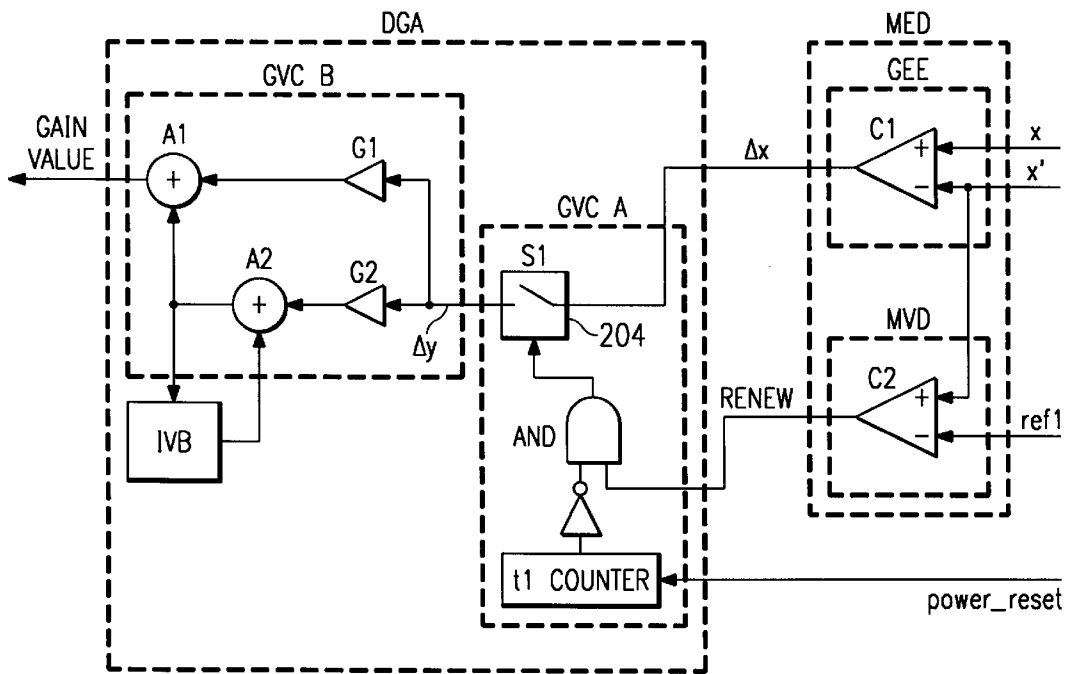 DGA
MED
GVC B
GEE
GAIN
VALUE
A1
G1
C1
+
+
−
x
x'
Δx
GVC A
A2
G2
S1
+
204
Δy
MVD
C2
+
−
RENEW
ref1
IVB
AND
t1 COUNTER
power_reset